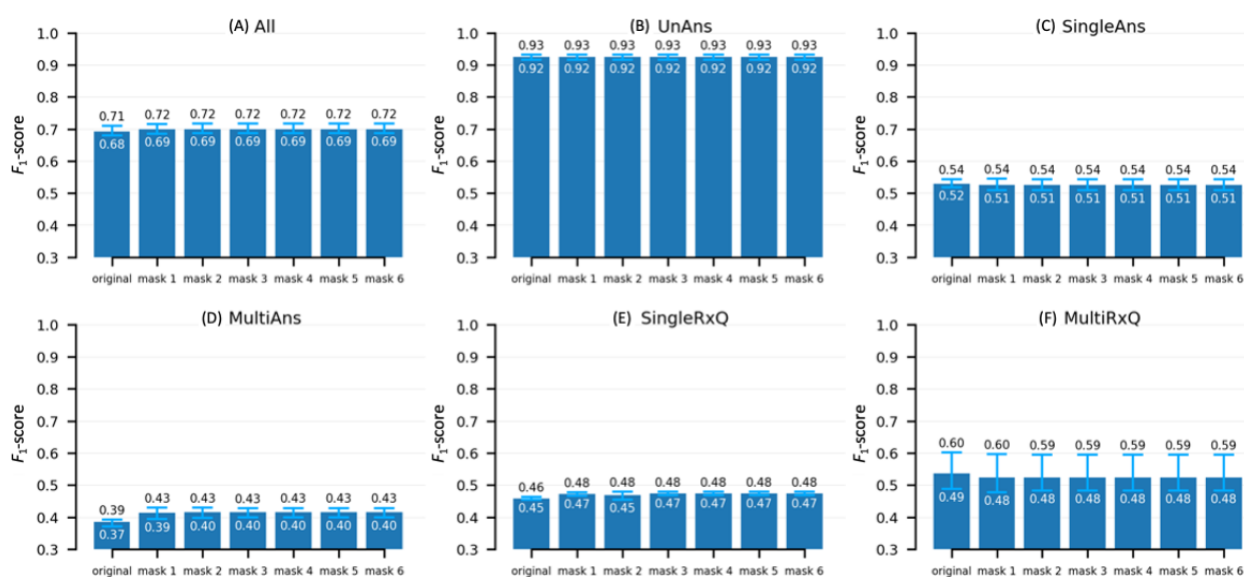 (A) All
F1-score
1.0
0.9
0.8
0.7
0.6
0.5
0.4
0.3
0.71 0.72 0.72 0.72 0.72 0.72 0.72
0.68 0.69 0.69 0.69 0.69 0.69 0.69
original mask 1 mask 2 mask 3 mask 4 mask 5 mask 6
(B) UnAns
F1-score
1.0
0.9
0.8
0.7
0.6
0.5
0.4
0.3
0.93 0.93 0.93 0.93 0.93 0.93 0.93
0.92 0.92 0.92 0.92 0.92 0.92 0.92
original mask 1 mask 2 mask 3 mask 4 mask 5 mask 6
(C) SingleAns
F1-score
1.0
0.9
0.8
0.7
0.6
0.5
0.4
0.3
0.54 0.54 0.54 0.54 0.54 0.54 0.54
0.52 0.51 0.51 0.51 0.51 0.51 0.51
original mask 1 mask 2 mask 3 mask 4 mask 5 mask 6
(D) MultiAns
F1-score
1.0
0.9
0.8
0.7
0.6
0.5
0.4
0.3
0.39 0.43 0.43 0.43 0.43 0.43 0.43
0.37 0.39 0.40 0.40 0.40 0.40 0.40
original mask 1 mask 2 mask 3 mask 4 mask 5 mask 6
(E) SingleRxQ
F1-score
1.0
0.9
0.8
0.7
0.6
0.5
0.4
0.3
0.46 0.48 0.48 0.48 0.48 0.48 0.48
0.45 0.47 0.45 0.47 0.47 0.47 0.47
original mask 1 mask 2 mask 3 mask 4 mask 5 mask 6
(F) MultiRxQ
F1-score
1.0
0.9
0.8
0.7
0.6
0.5
0.4
0.3
0.60 0.60 0.59 0.59 0.59 0.59 0.59
0.49 0.48 0.48 0.48 0.48 0.48 0.48
original mask 1 mask 2 mask 3 mask 4 mask 5 mask 6